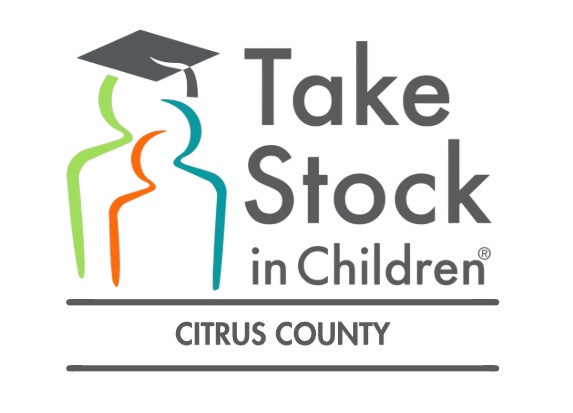 Take
Stock
in Children®
CITRUS COUNTY